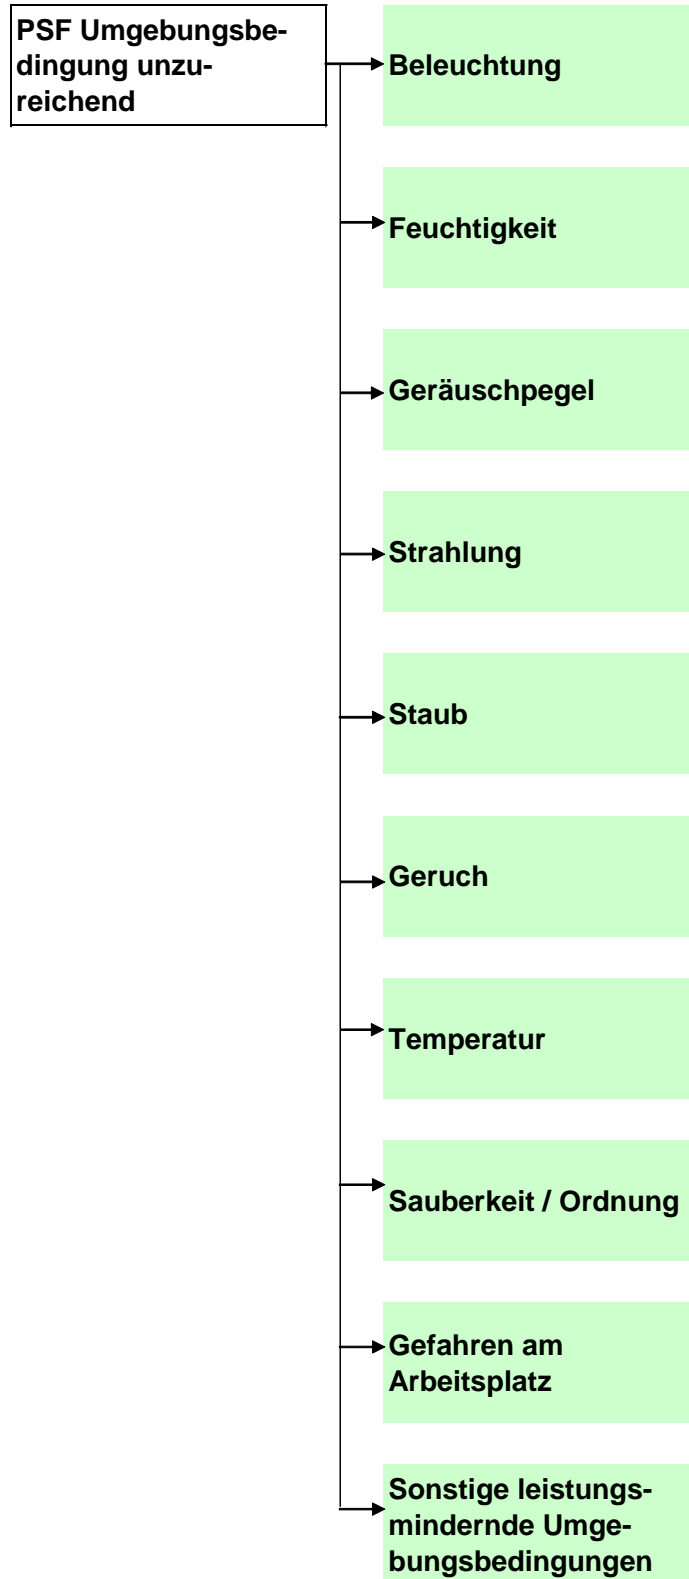 PSF Umgebungsbe-
dingung unzu-
reichend
Beleuchtung
Feuchtigkeit
Geräuschpegel
Strahlung
Staub
Geruch
Temperatur
Sauberkeit / Ordnung
Gefahren am
Arbeitsplatz
Sonstige leistungs-
mindernde Umge-
bungsbedingungen